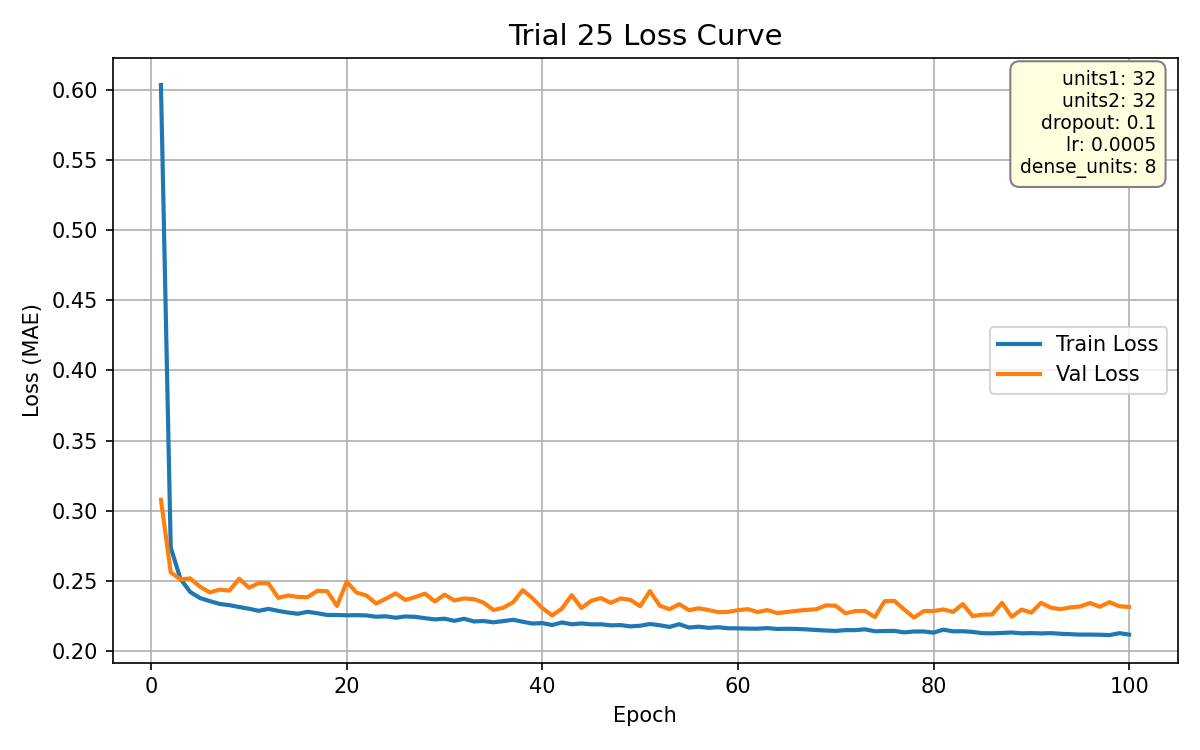 Trial 25 Loss Curve
units1: 32
units2: 32
dropout: 0.1
lr: 0.0005
dense_units: 8
Train Loss
Val Loss
Loss (MAE)
0.60
0.55
0.50
0.45
0.40
0.35
0.30
0.25
0.20
0
20
40
60
80
100
Epoch